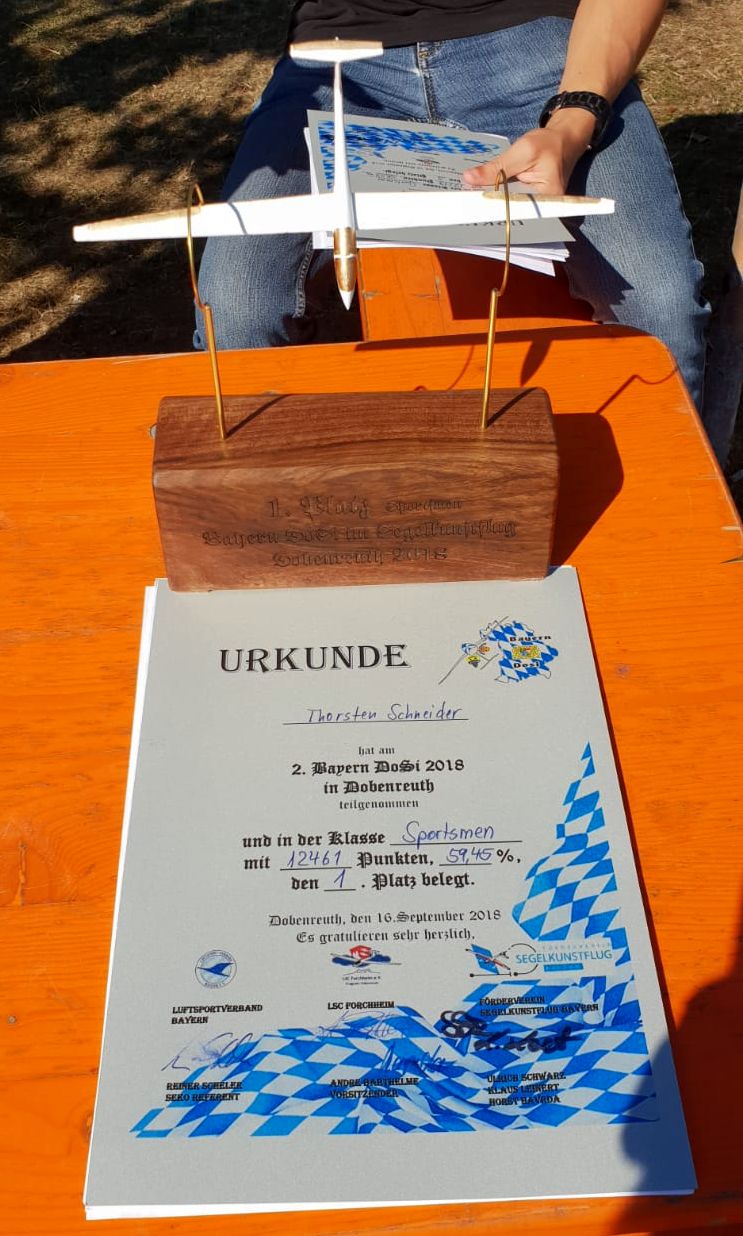 1. Platz Sportsmen
Bayern DoSi im Segelkunstflug
Dobenreuth 2018
URKUNDE
Bayern
DoSi
Thorsten Schneider
hat am
2. Bayern DoSi 2018
in Dobenreuth
teilgenommen
und in der Klasse Sportsmen
mit 12461 Punkten, 59,45 %,
den 1 . Platz belegt.
Dobenreuth, den 16.September 2018
Es gratulieren sehr herzlich,
SEGELKUNSTFLUG
LUFTSPORTVERBAND
BAYERN
LSC FORCHHEIM
FÖRDERVEREIN
SEGELKUNSTFLUG BAYERN
REINER SCHELER
SEKO REFERENT
ANDRE BARTHELME
VORSITZENDER
ULRICH SCHWARZ
KLAUS LEINERT
HORST BAVRDA